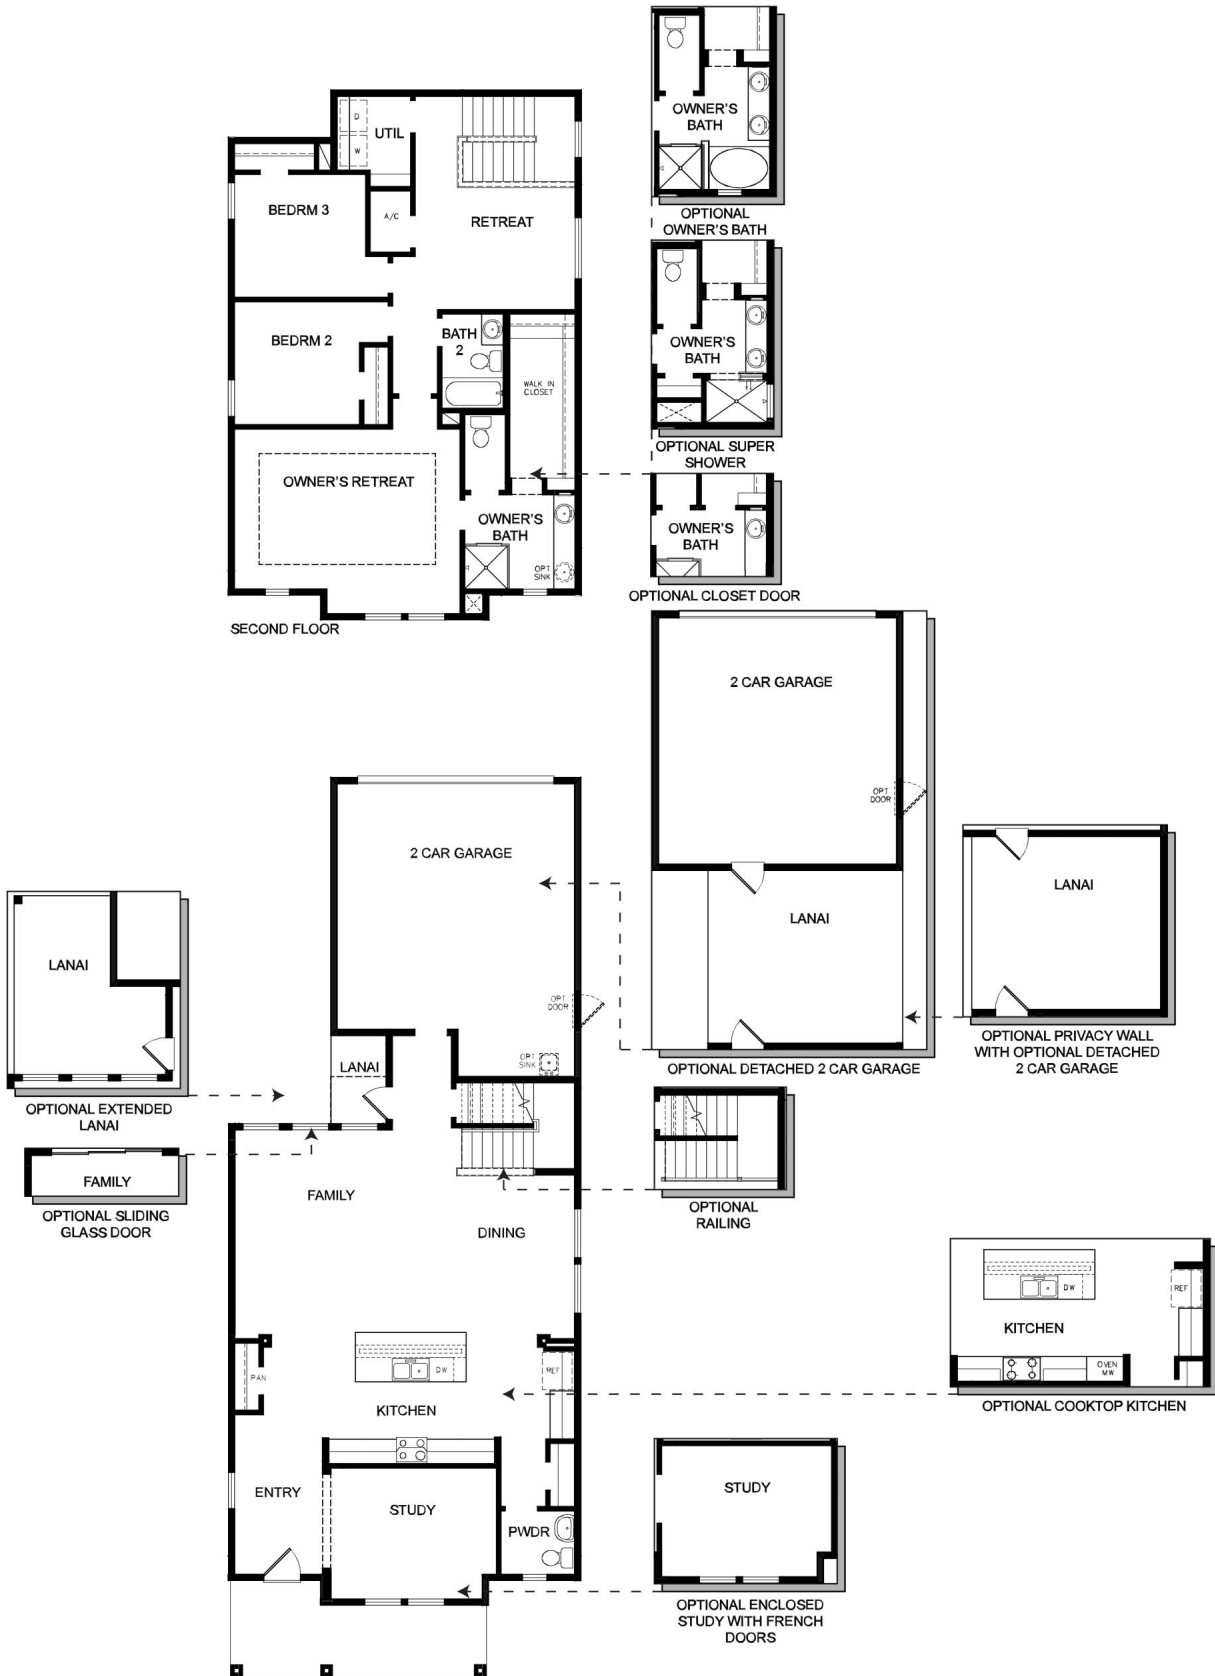 OWNER'S
BATH
OPTIONAL
OWNER'S BATH
D
UTIL
W
BEDRM 3
A/C
RETREAT
BEDRM 2
BATH
2
WALK IN
CLOSET
OWNER'S
BATH
OPTIONAL SUPER
SHOWER
OWNER'S RETREAT
OWNER'S
BATH
OPT
SINK
OWNER'S
BATH
OPTIONAL CLOSET DOOR
SECOND FLOOR
2 CAR GARAGE
OPT
DOOR
LANAI
OPTIONAL DETACHED 2 CAR GARAGE
LANAI
OPTIONAL PRIVACY WALL
WITH OPTIONAL DETACHED
2 CAR GARAGE
2 CAR GARAGE
OPT
DOOR
OPT
SINK
LANAI
LANAI
OPTIONAL EXTENDED
LANAI
FAMILY
OPTIONAL SLIDING
GLASS DOOR
FAMILY
DINING
OPTIONAL
RAILING
PAN
DW
REF
KITCHEN
DW
REF
KITCHEN
OVEN
MW
OPTIONAL COOKTOP KITCHEN
ENTRY
STUDY
PWDR
STUDY
OPTIONAL ENCLOSED
STUDY WITH FRENCH
DOORS